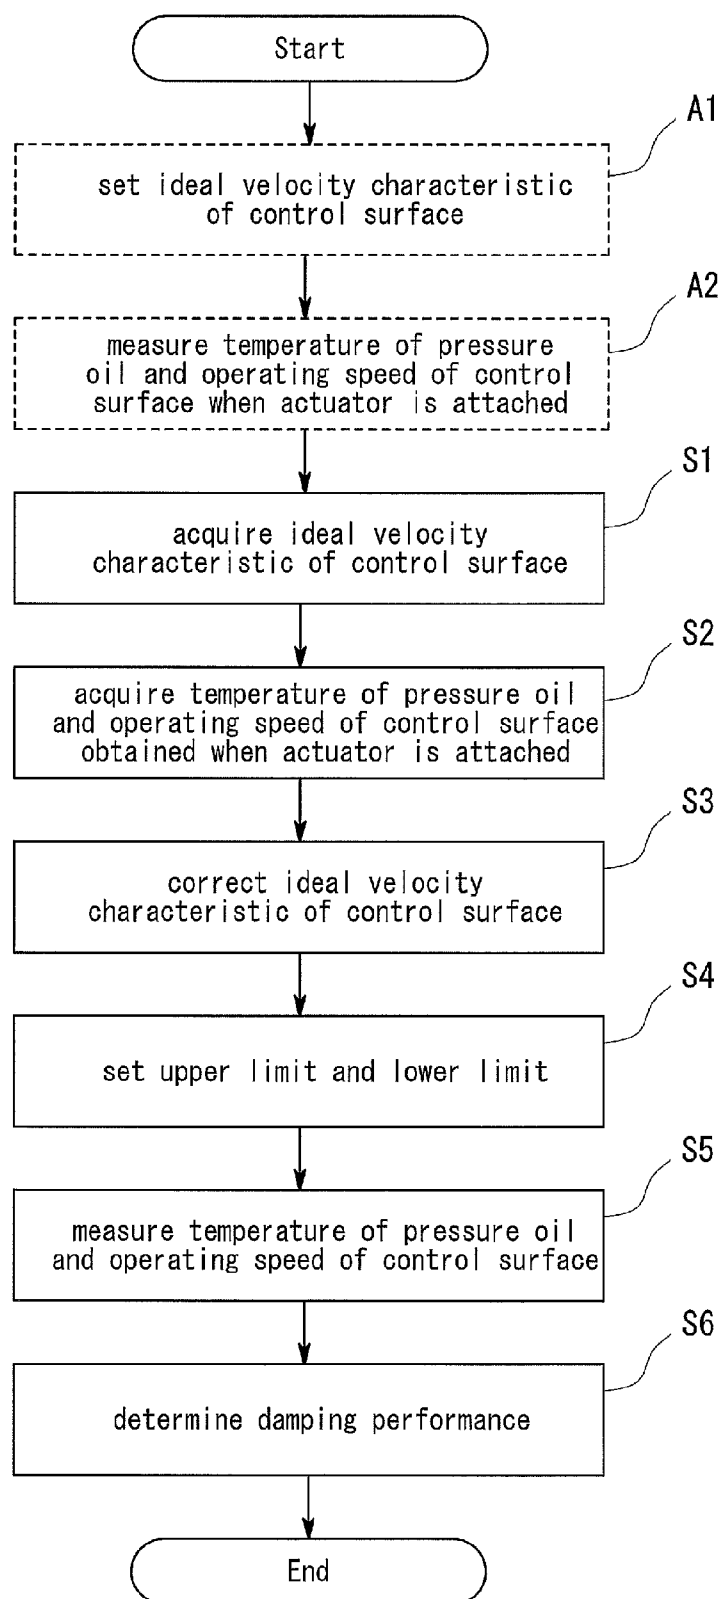 Start
A1
set ideal velocity characteristic
of control surface
A2
measure temperature of pressure
oil and operating speed of control
surface when actuator is attached
S1
acquire ideal velocity
characteristic of control surface
S2
acquire temperature of pressure oil
and operating speed of control surface
obtained when actuator is attached
S3
correct ideal velocity
characteristic of control surface
S4
set upper limit and lower limit
S5
measure temperature of pressure oil
and operating speed of control surface
S6
determine damping performance
End